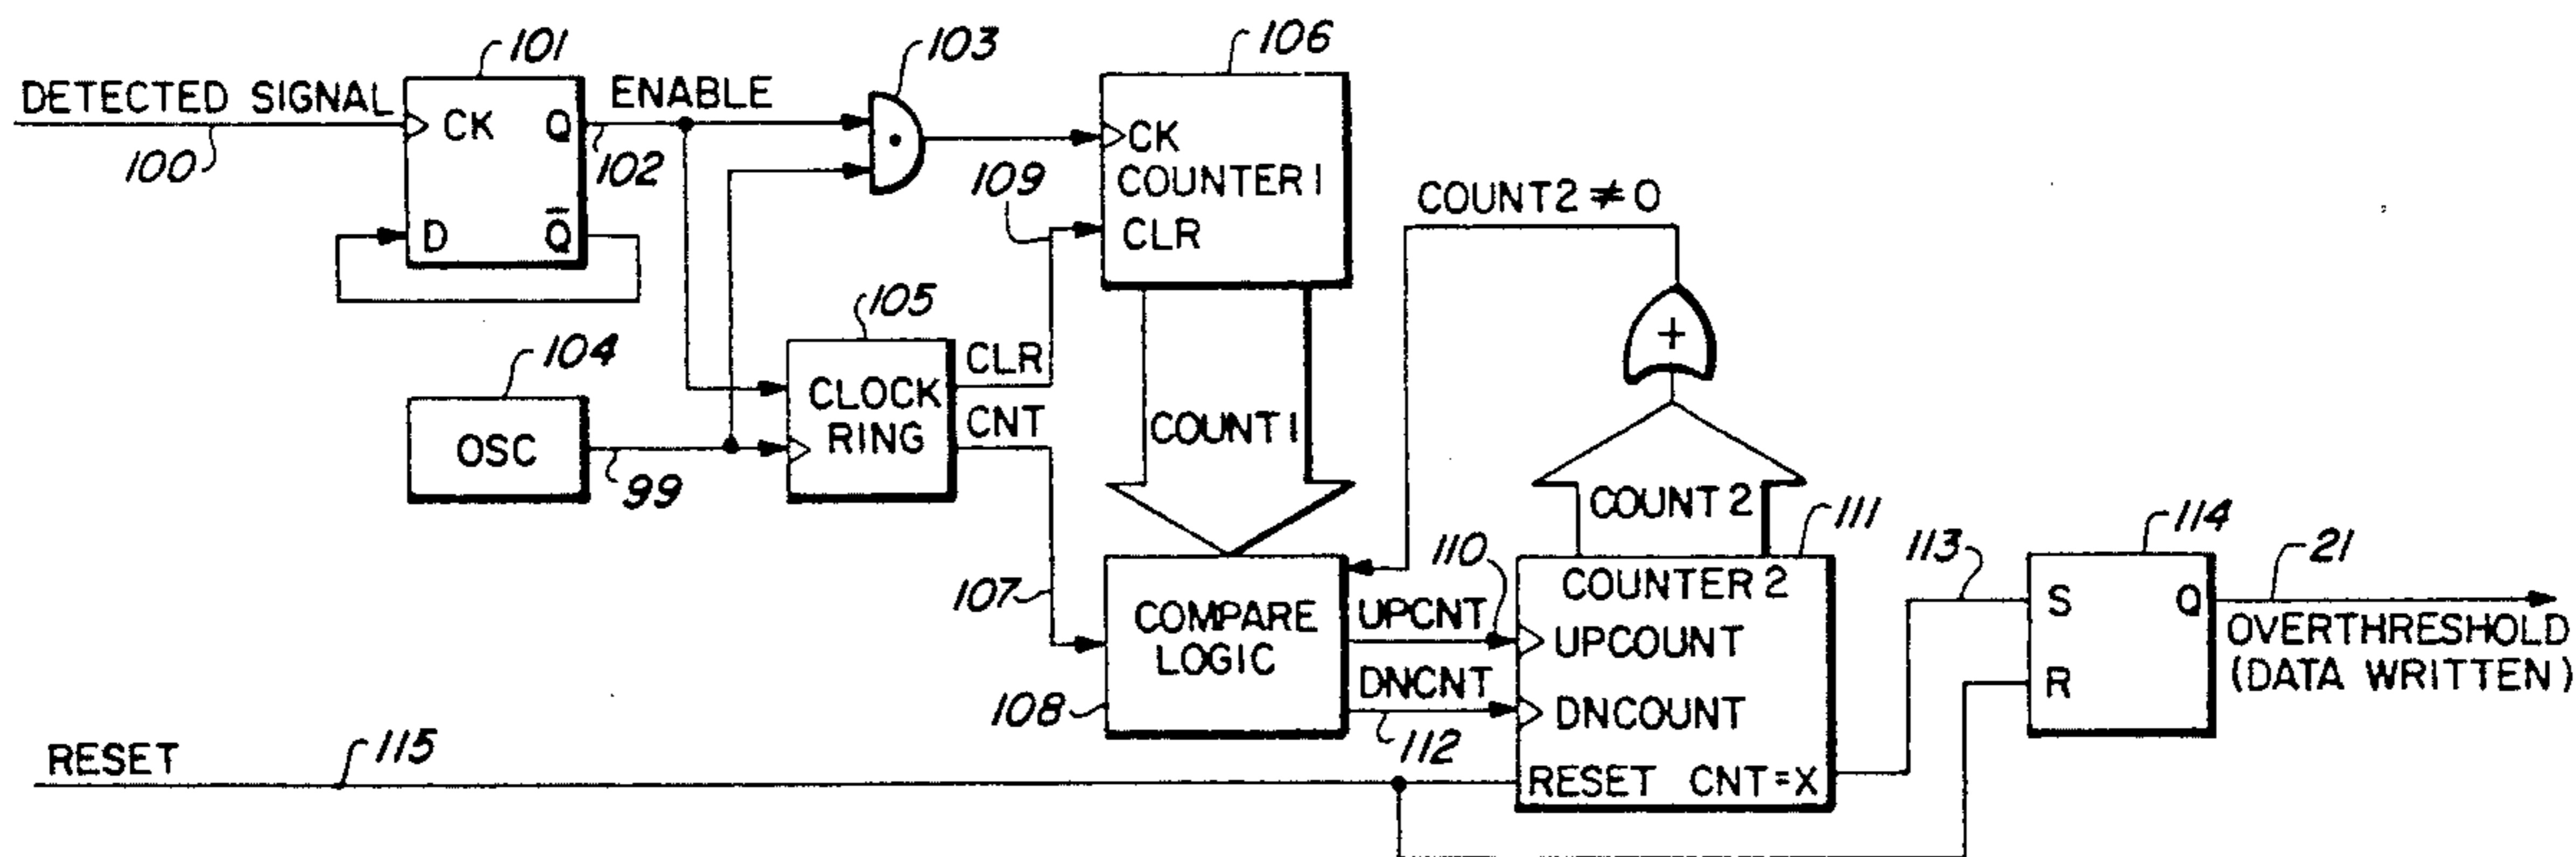 101
103
106
DETECTED SIGNAL
ENABLE
CK
Q
100
102
109
CK
COUNTER 1
CLR
D
Q̅
COUNT 2 ≠ 0
104
105
+
CLR
CLOCK
RING
CNT
OSC
99
COUNT 1
COUNT 2
107
COMPARE
LOGIC
108
110
UPCNT
DNCNT
112
111
COUNTER 2
UPCOUNT
DNCOUNT
RESET CNT=X
113
114
S
Q
R
21
OVERTHRESHOLD
(DATA WRITTEN)
RESET
115